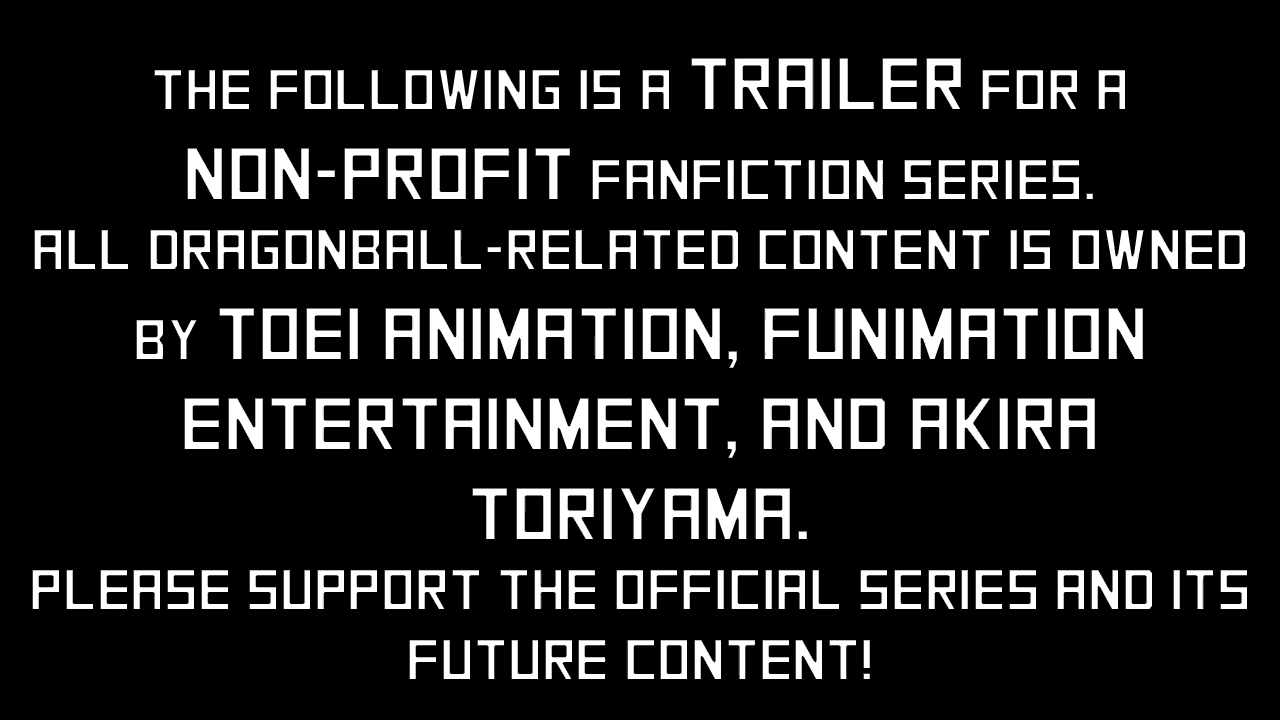 THE FOLLOWING IS A TRAILER FOR A
NON-PROFIT FANFICTION SERIES.
ALL DRAGONBALL-RELATED CONTENT IS OWNED
BY TOEI ANIMATION, FUNIMATION
ENTERTAINMENT, AND AKIRA
TORIYAMA.
PLEASE SUPPORT THE OFFICIAL SERIES AND ITS
FUTURE CONTENT!